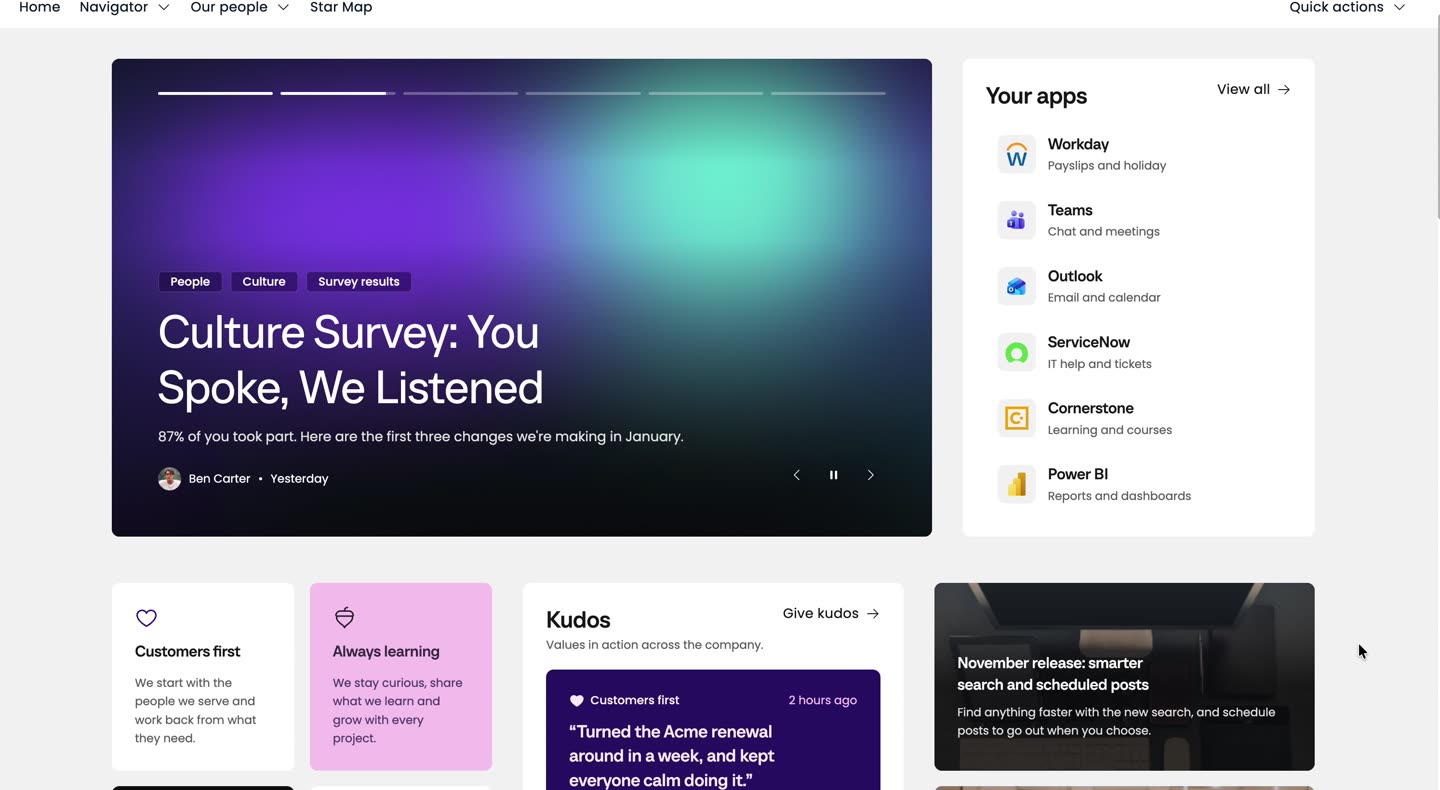 Home
Navigator
Our people
Star Map
Quick actions
People
Culture
Survey results
Culture Survey: You
Spoke, We Listened
87% of you took part. Here are the first three changes we're making in January.
Ben Carter • Yesterday
Your apps
View all
Workday
Payslips and holiday
Teams
Chat and meetings
Outlook
Email and calendar
ServiceNow
IT help and tickets
Cornerstone
Learning and courses
Power BI
Reports and dashboards
Customers first
We start with the
people we serve and
work back from what
they need.
Always learning
We stay curious, share
what we learn and
grow with every
project.
Kudos
Give kudos
Values in action across the company.
Customers first
2 hours ago
“Turned the Acme renewal
around in a week, and kept
everyone calm doing it.”
November release: smarter
search and scheduled posts
Find anything faster with the new search, and schedule
posts to go out when you choose.